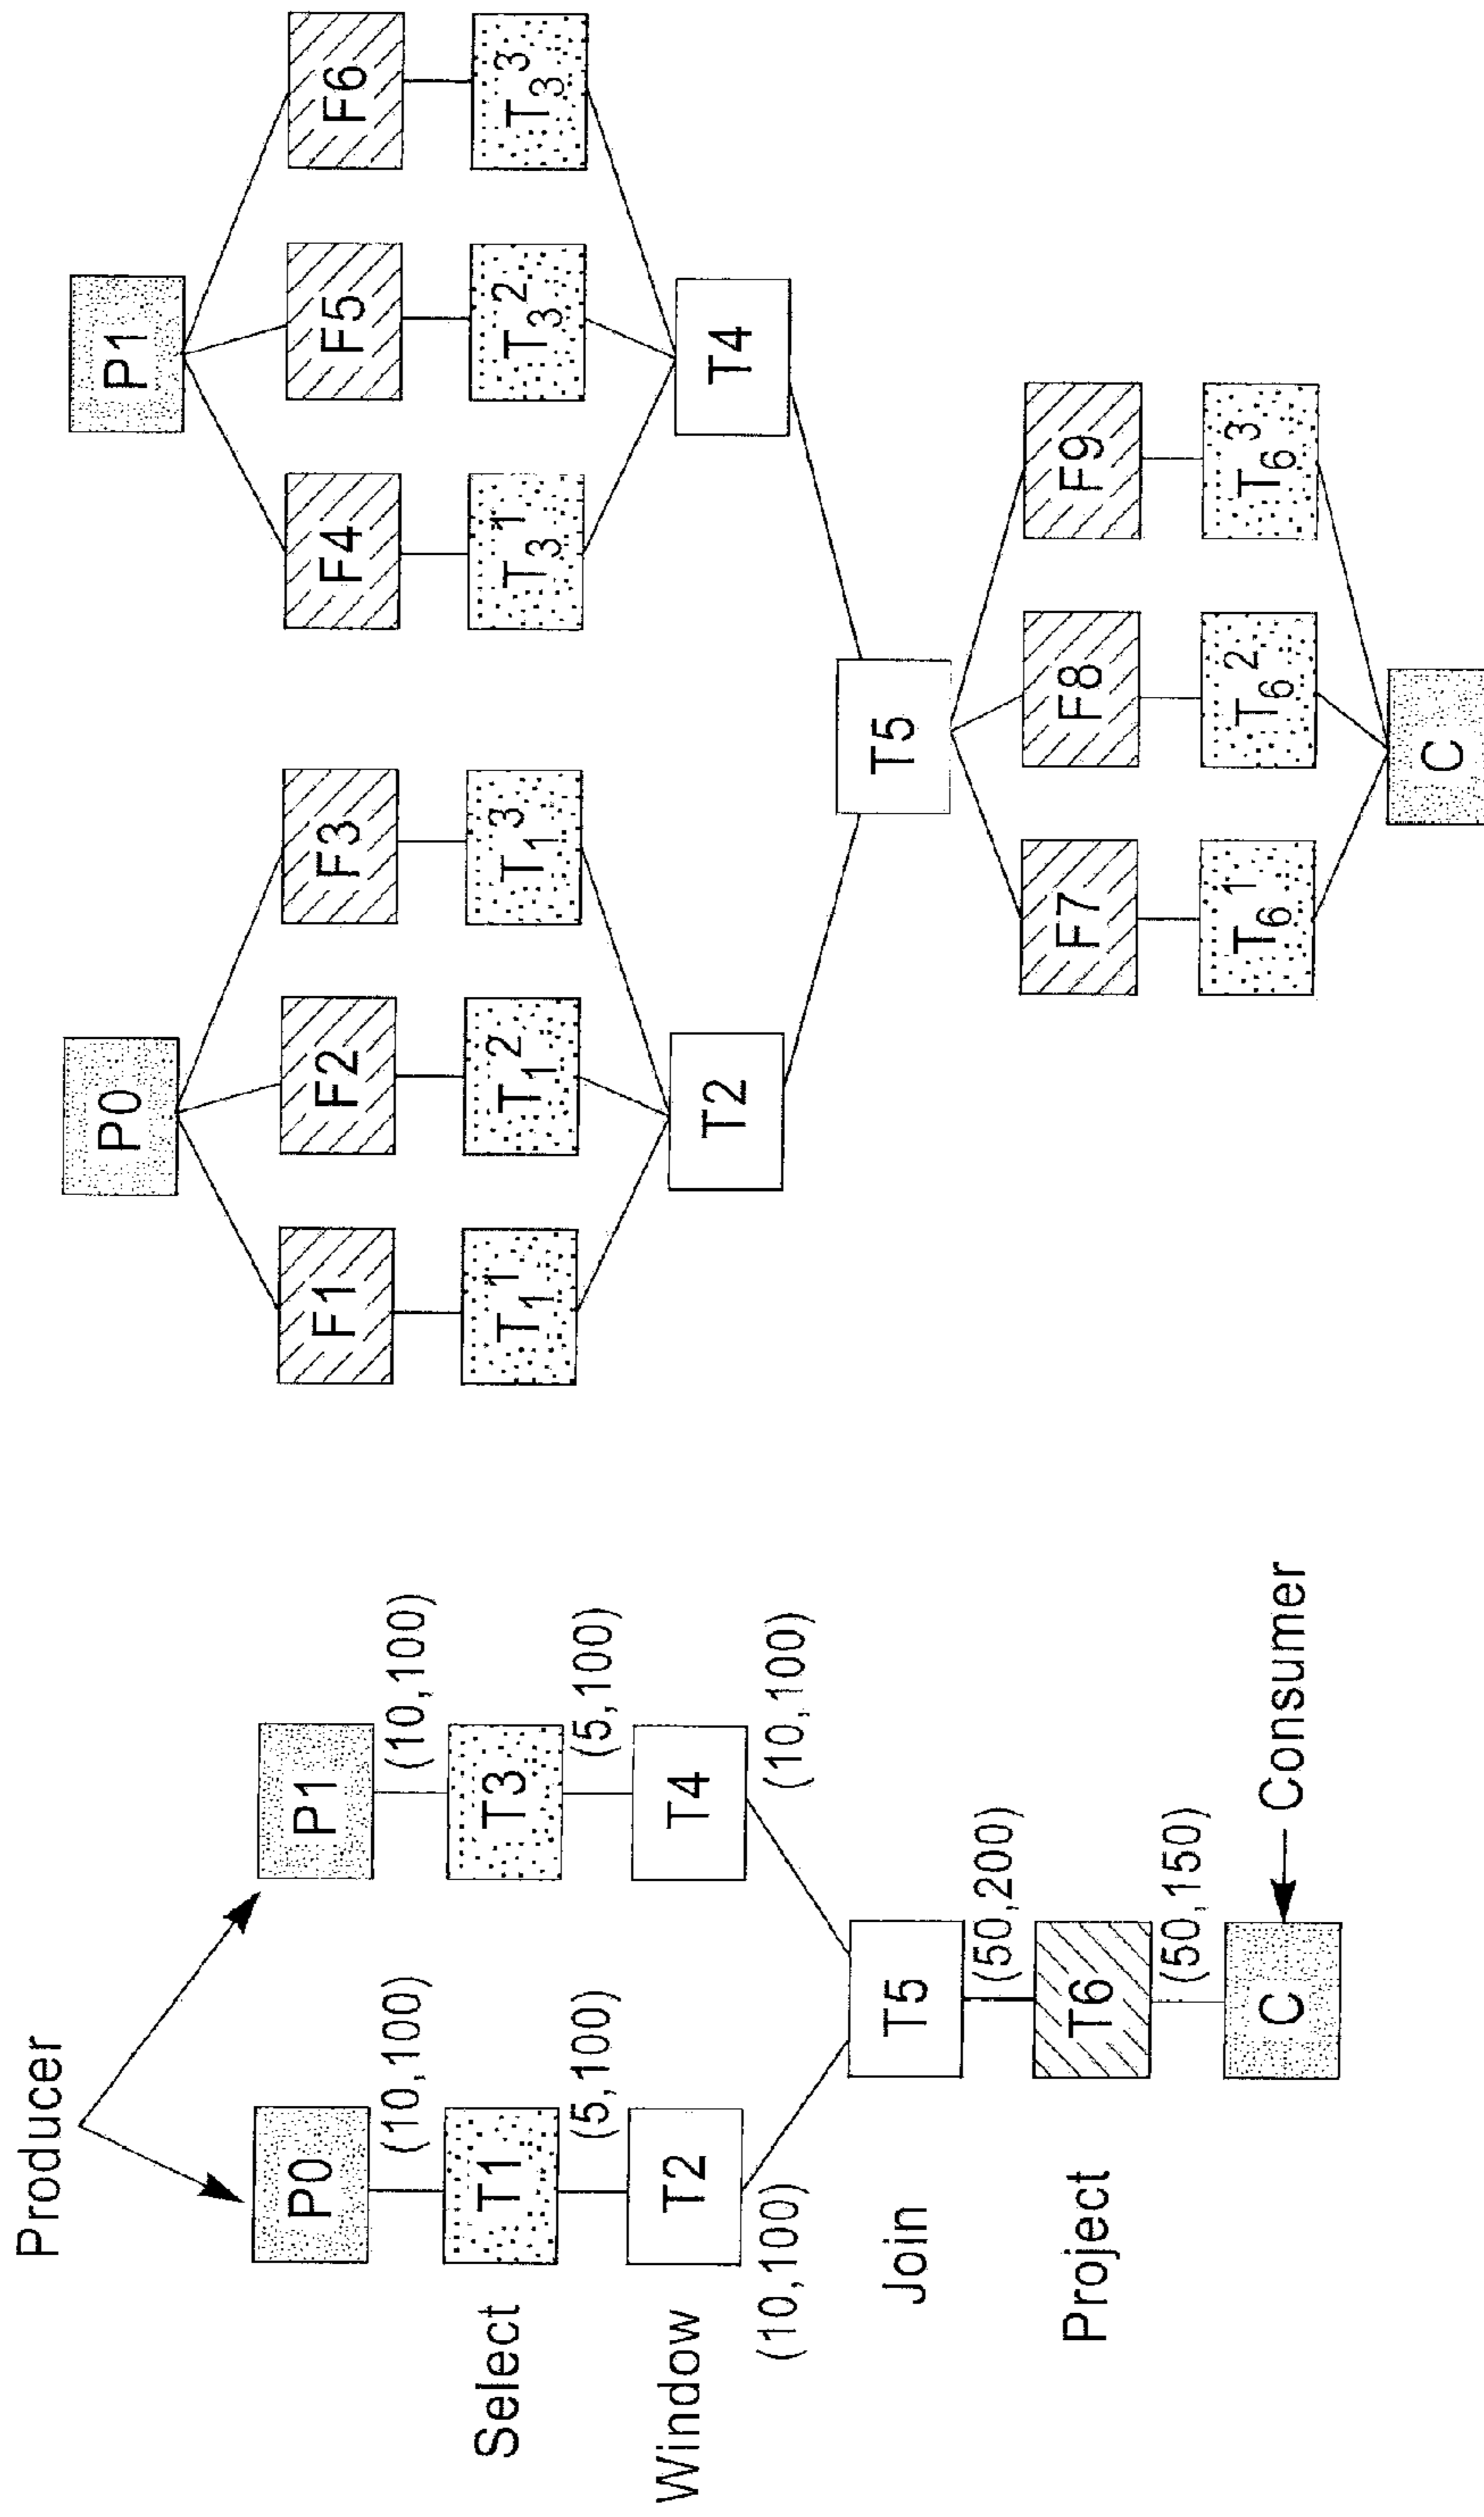 Producer
P0
P1
(10,100)
(10,100)
Select
T1
T3
(5,100)
(5,100)
Window
T2
T4
(10,100)
(10,100)
Join
T5
(50,200)
Project
T6
(50,150)
C
Consumer
P0
P1
F1
F2
F3
F4
F5
F6
T₁¹
T₁²
T₁³
T₃¹
T₃²
T₃³
T2
T4
T5
F7
F8
F9
T₆¹
T₆²
T₆³
C